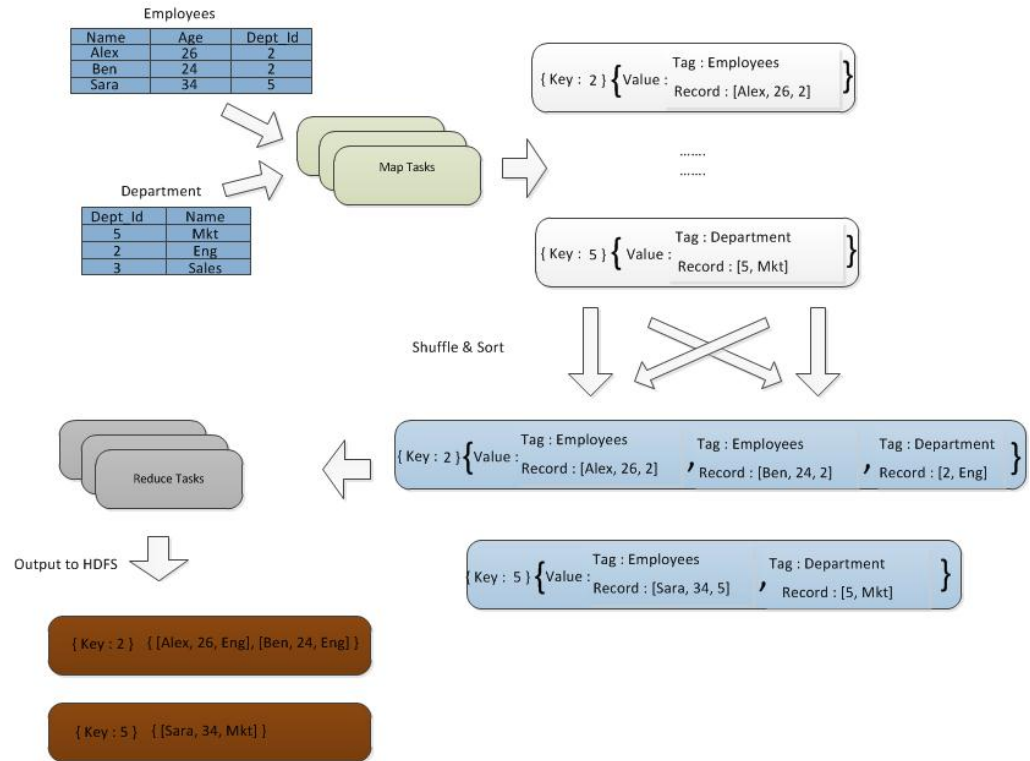 Employees
Name Age Dept_Id
Alex 26 2
Ben 24 2
Sara 34 5
Department
Dept_Id Name
5 Mkt
2 Eng
3 Sales
Map Tasks
{ Key : 2 } { Value : Tag : Employees
Record : [Alex, 26, 2] }
.......
.......
{ Key : 5 } { Value : Tag : Department
Record : [5, Mkt] }
Shuffle & Sort
{ Key : 2 } { Value : Tag : Employees
Record : [Alex, 26, 2]
, Tag : Employees
Record : [Ben, 24, 2]
, Tag : Department
Record : [2, Eng] }
{ Key : 5 } { Value : Tag : Employees
Record : [Sara, 34, 5]
, Tag : Department
Record : [5, Mkt] }
Reduce Tasks
Output to HDFS
{ Key : 2 } { [Alex, 26, Eng], [Ben, 24, Eng] }
{ Key : 5 } { [Sara, 34, Mkt] }